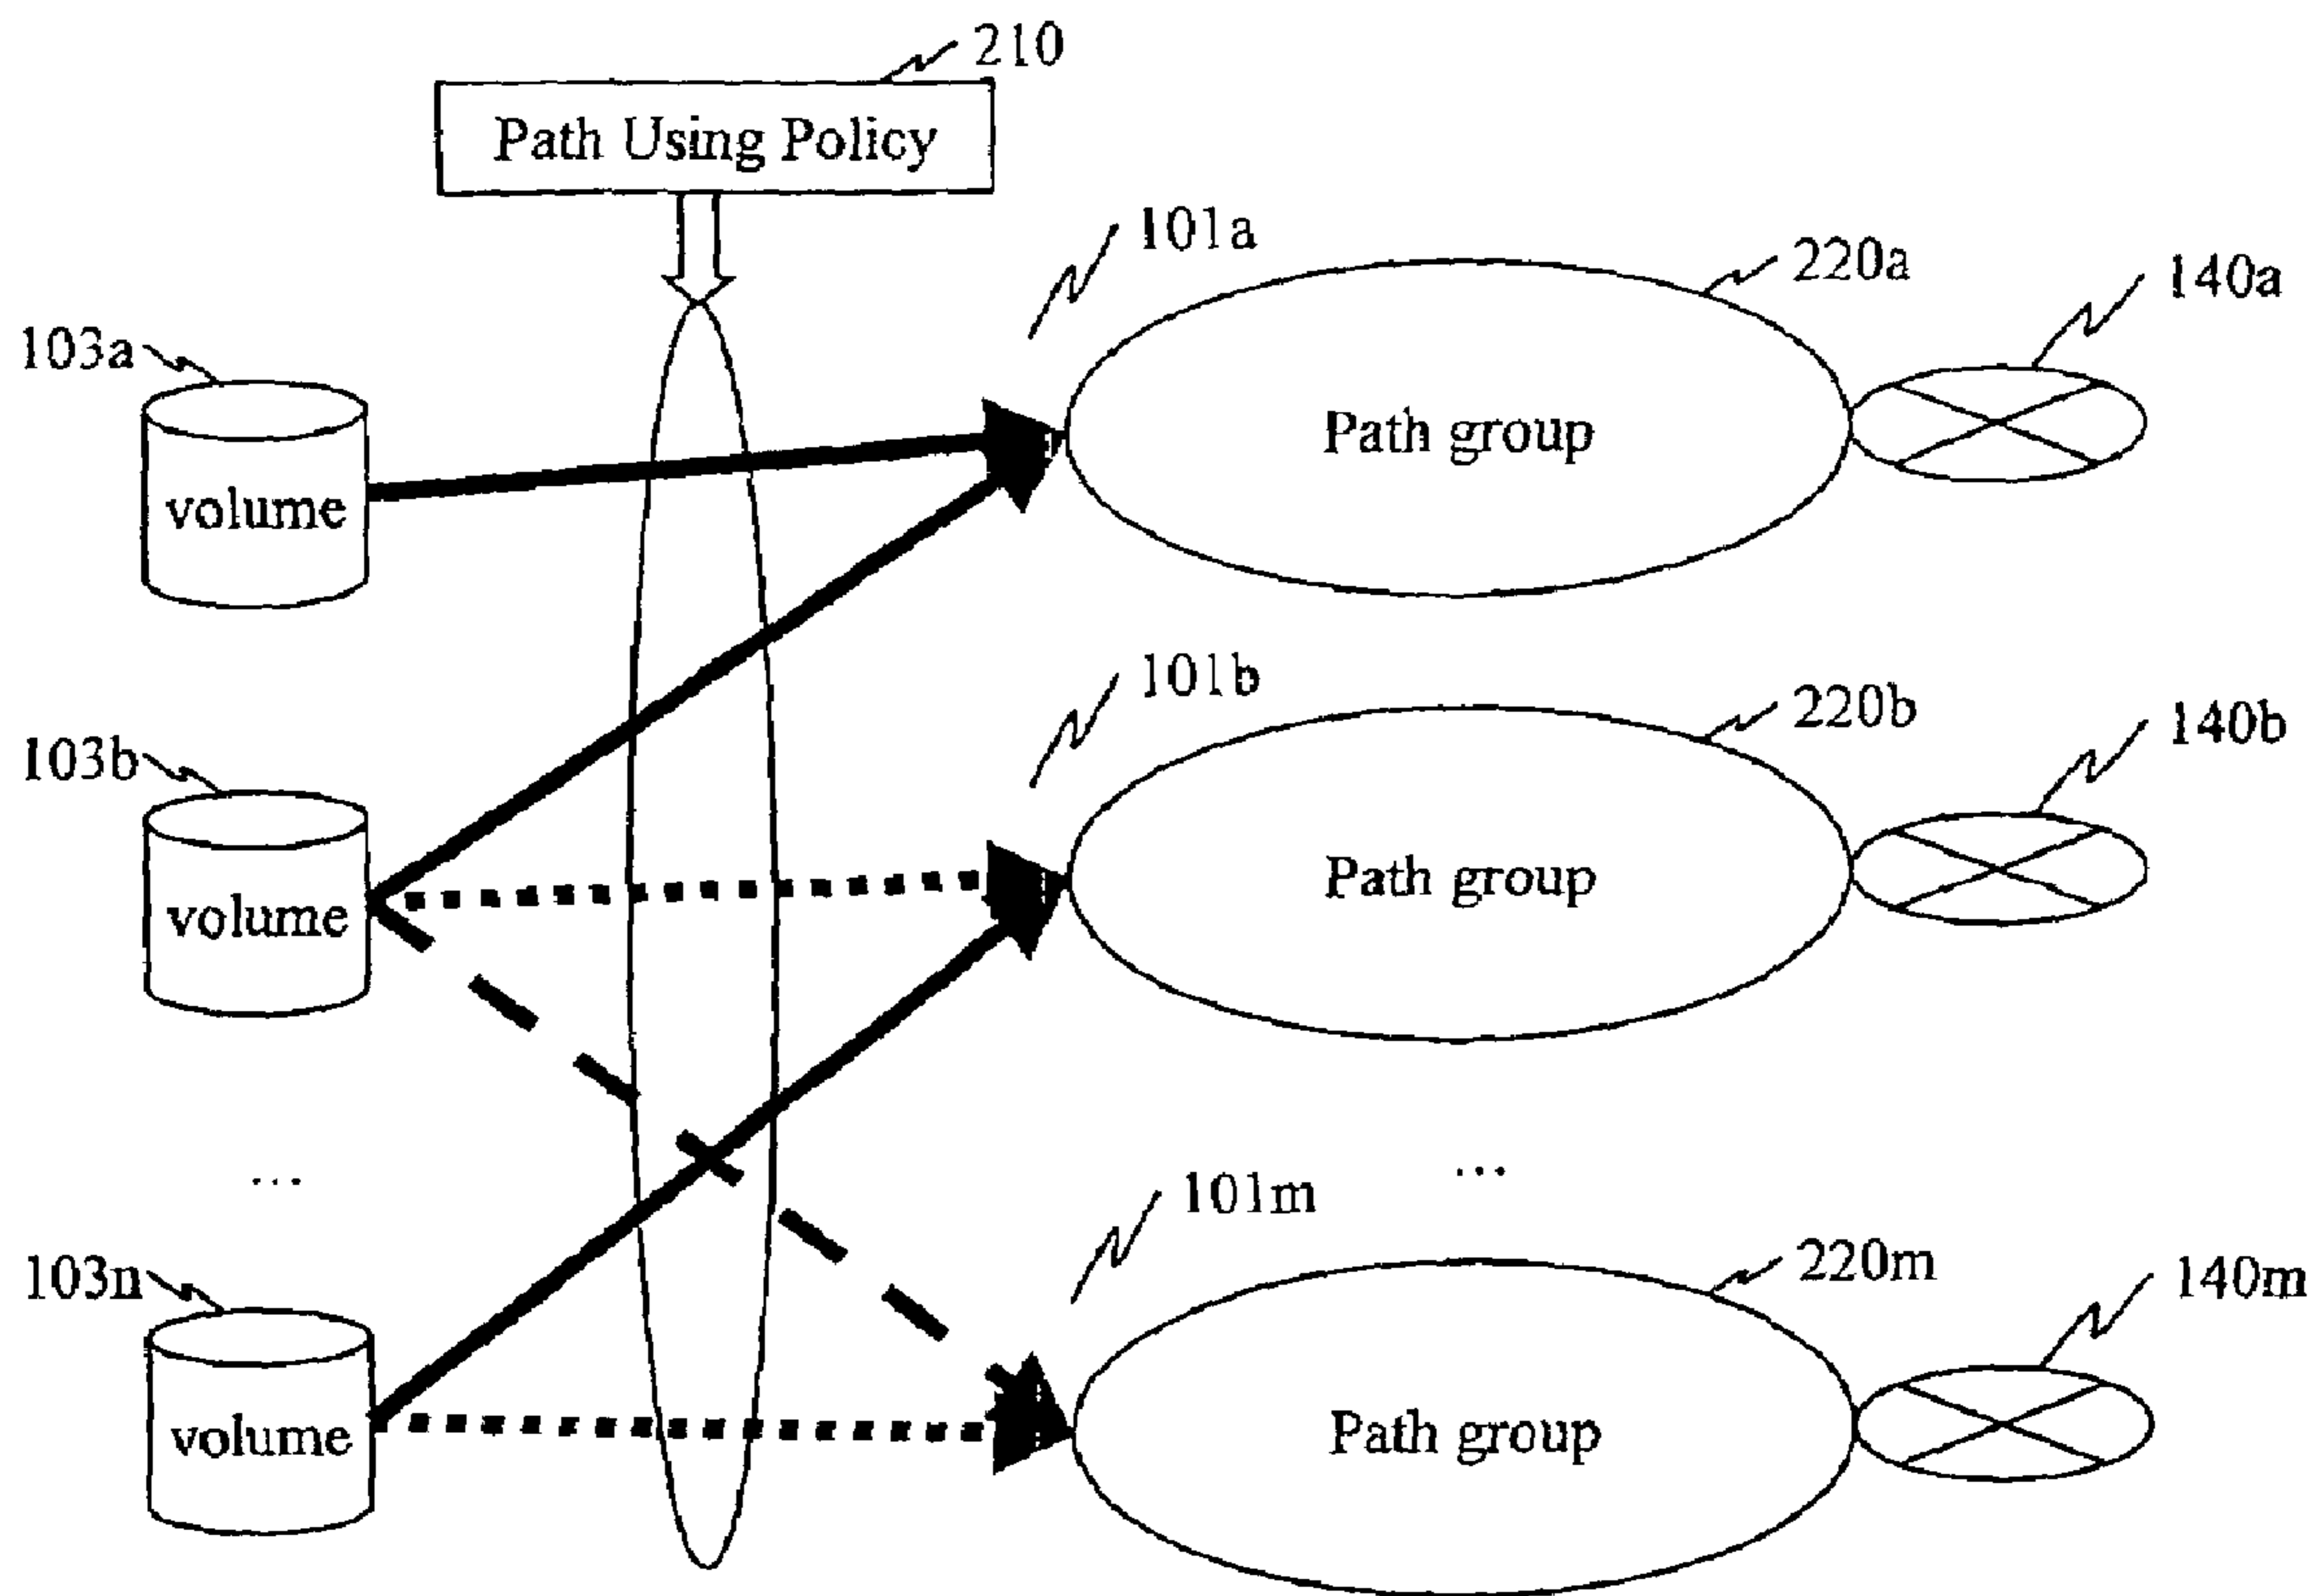 210
Path Using Policy
101a
220a
140a
103a
Path group
volume
101b
220b
140b
103b
Path group
volume
...
...
101m
103n
220m
140m
volume
Path group